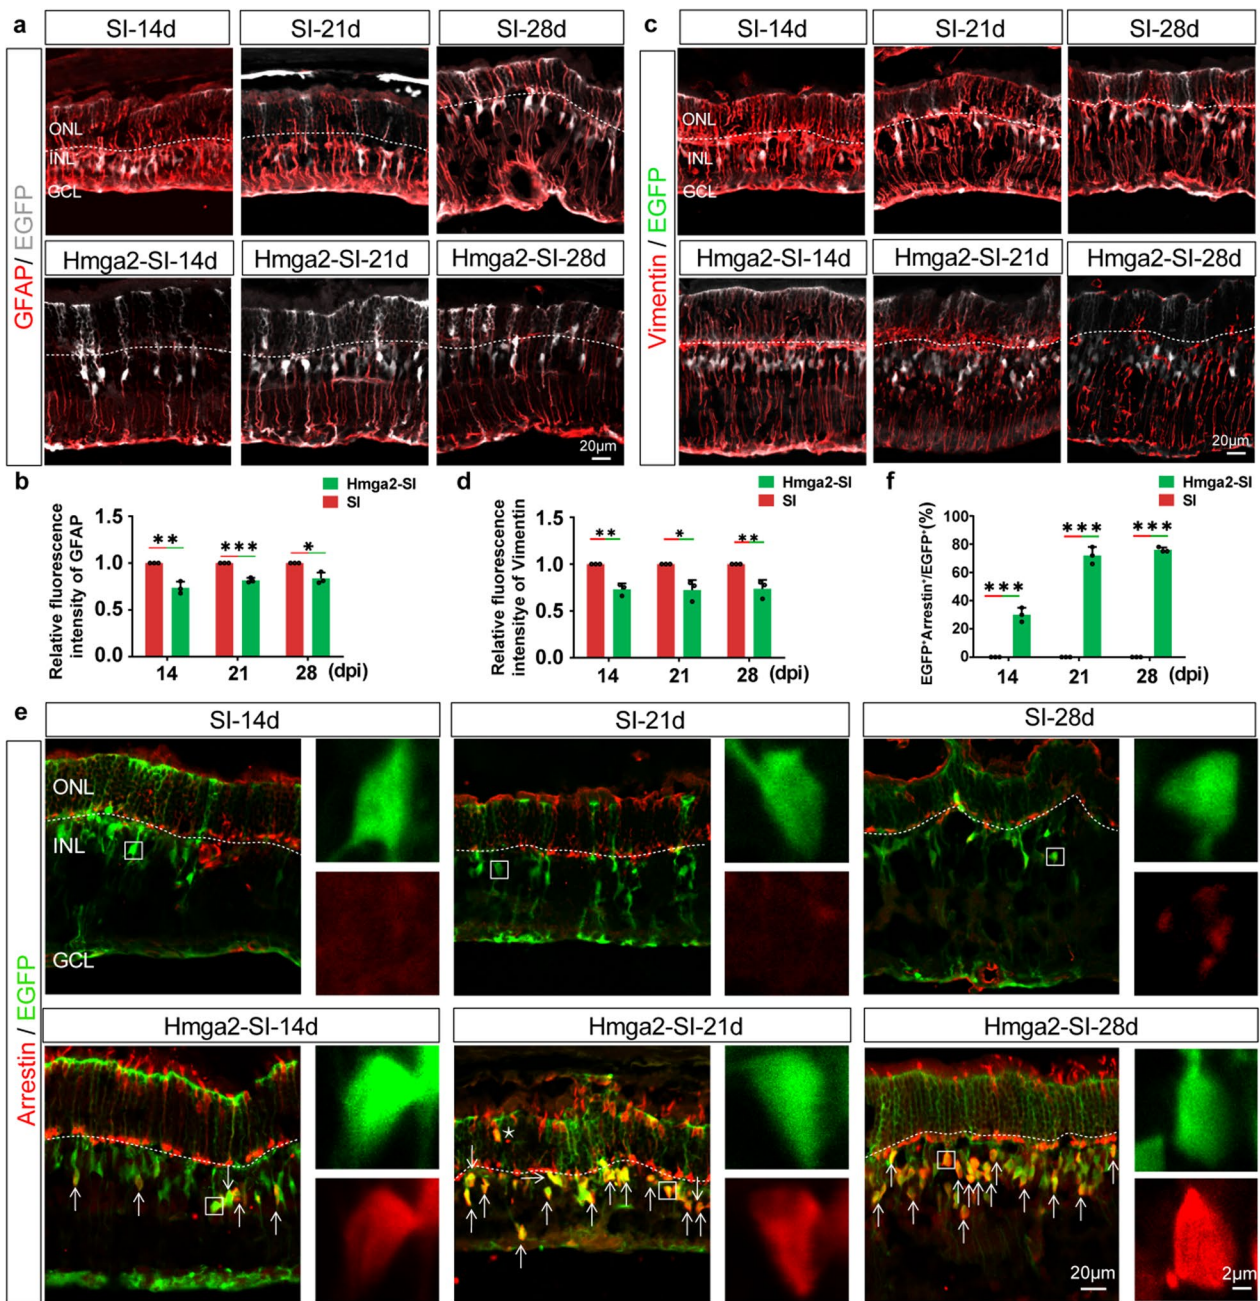 a
SI-14d
SI-21d
SI-28d
GFAP/ EGFP
ONL
INL
GCL
Hmga2-SI-14d
Hmga2-SI-21d
Hmga2-SI-28d
20μm
c
SI-14d
SI-21d
SI-28d
Vimentin / EGFP
ONL
INL
GCL
Hmga2-SI-14d
Hmga2-SI-21d
Hmga2-SI-28d
20μm
b
Hmga2-SI
SI
Relative fluorescence
intensity of GFAP
1.5
1.0
0.5
0.0
** *** *
14 21 28 (dpi)
d
Hmga2-SI
SI
Relative fluorescence
intensitye of Vimentin
1.5
1.0
0.5
0.0
** * **
14 21 28 (dpi)
f
Hmga2-SI
SI
EGFP⁺Arrestin⁺/EGFP⁺(%)
100
80
60
40
20
0
*** *** ***
14 21 28 (dpi)
e
SI-14d
SI-21d
SI-28d
Arrestin / EGFP
ONL
INL
GCL
Hmga2-SI-14d
Hmga2-SI-21d
Hmga2-SI-28d
*
20μm
2μm